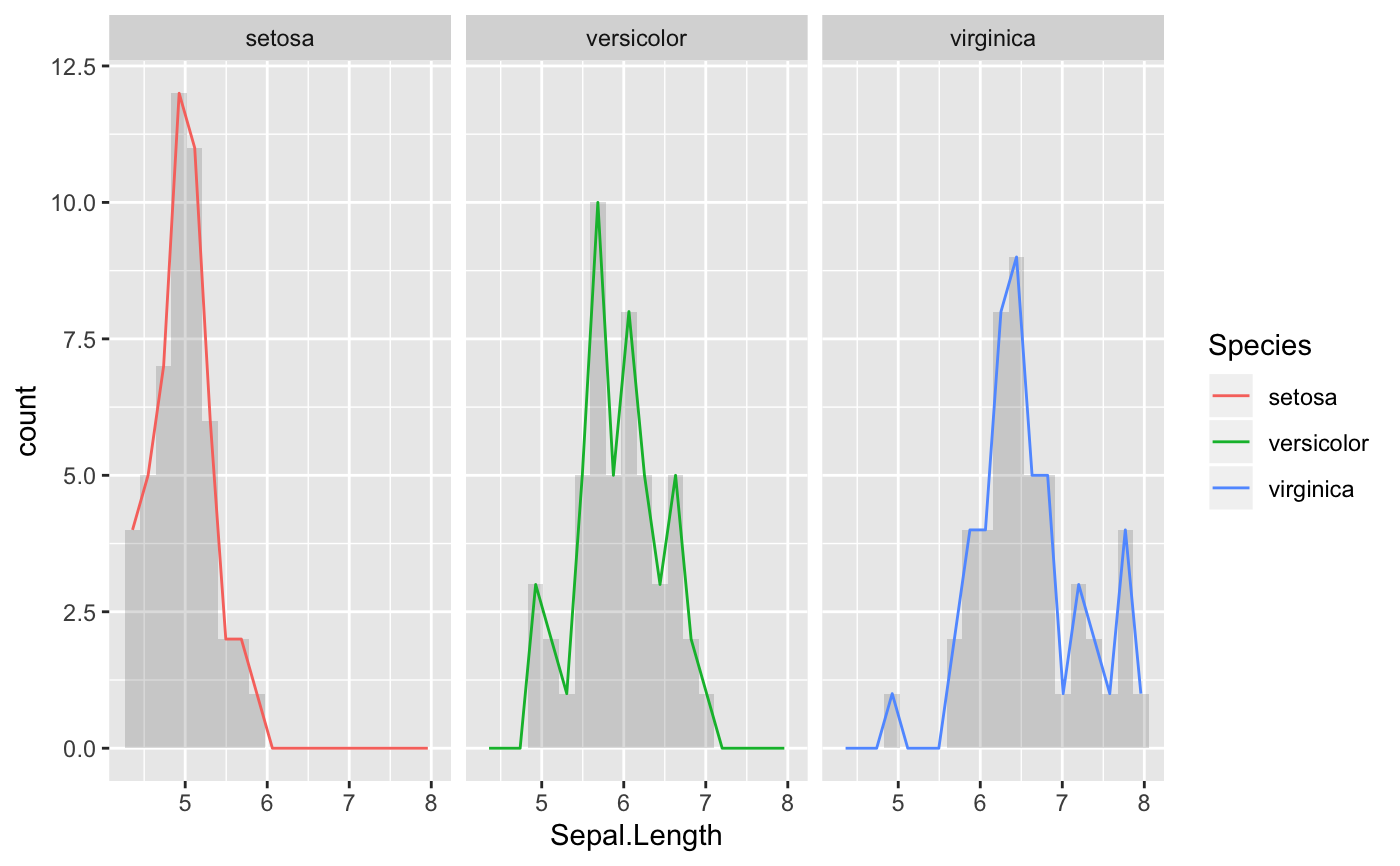 setosa versicolor virginica
12.5
10.0
7.5
5.0
2.5
0.0
count
5 6 7 8 5 6 7 8 5 6 7 8
Sepal.Length
Species
setosa
versicolor
virginica